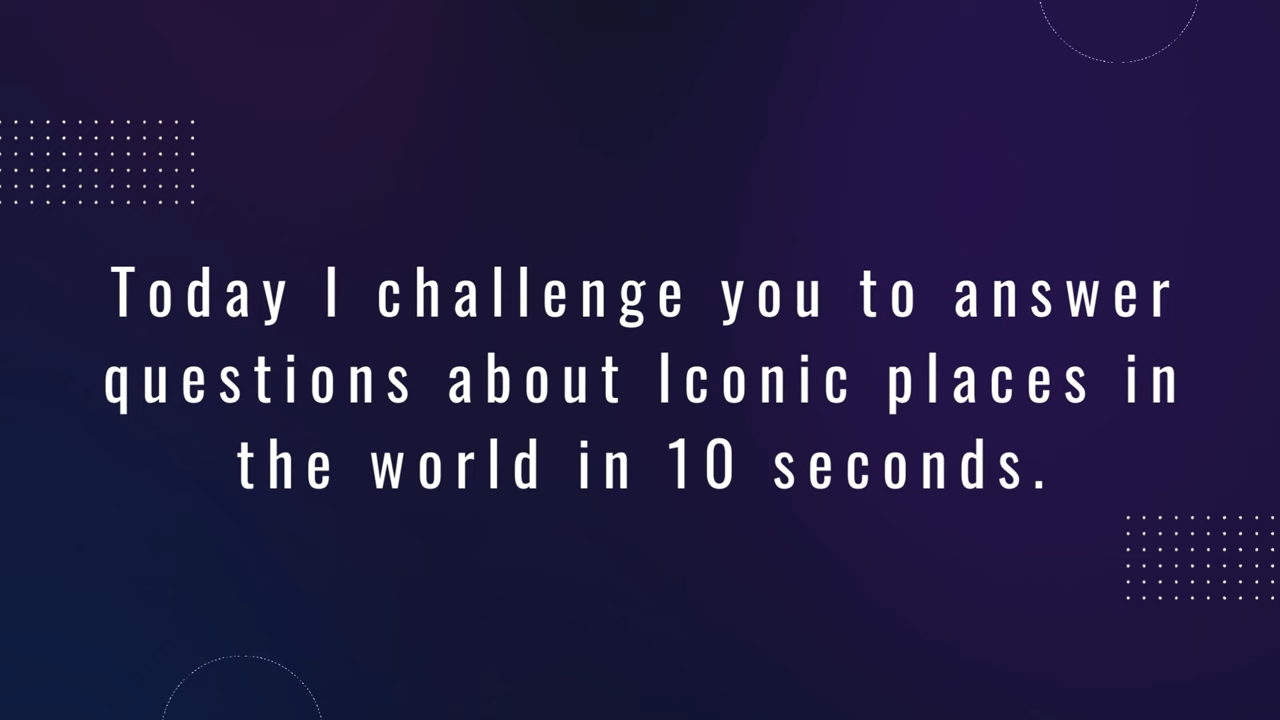 Today I challenge you to answer
questions about Iconic places in
the world in 10 seconds.